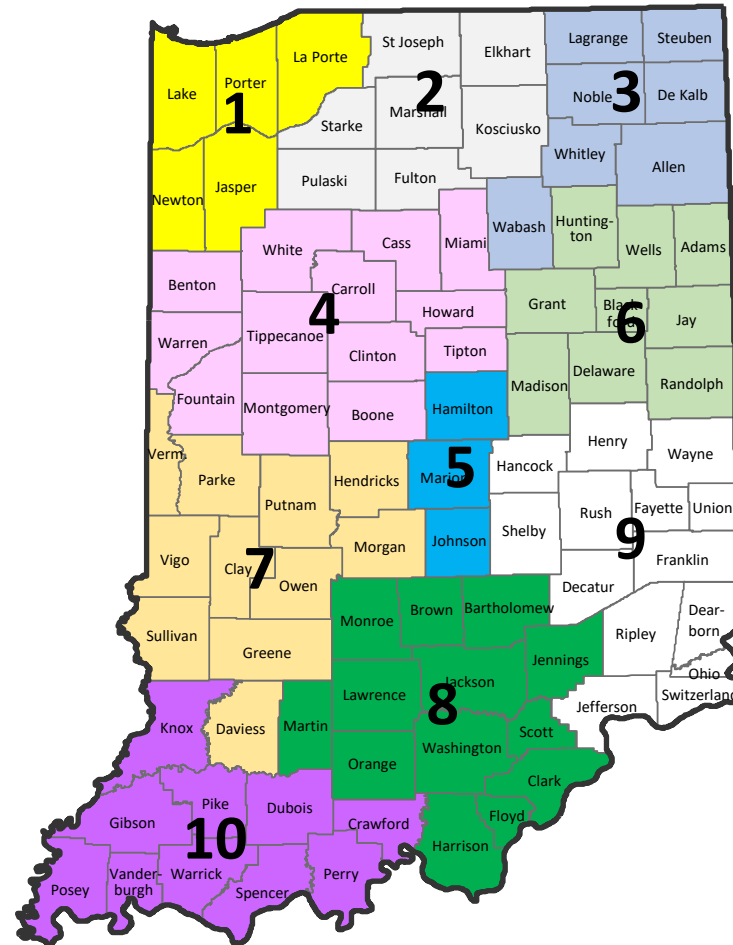 St Joseph
Elkhart
Lagrange
Steuben
La Porte
Lake
Porter
1
2
Noble
3
De Kalb
Starke
Marshall
Kosciusko
Whitley
Allen
Pulaski
Fulton
Newton
Jasper
Wabash
Hunting-
ton
Wells
Adams
White
Cass
Miami
Benton
Carroll
4
Howard
Grant
Black-
ford
6
Jay
Warren
Tippecanoe
Clinton
Tipton
Madison
Delaware
Randolph
Fountain
Montgomery
Boone
Hamilton
Verm.
Parke
Putnam
Hendricks
Marion
5
Hancock
Henry
Wayne
Rush
Fayette
Union
Shelby
9
Vigo
Clay
7
Owen
Morgan
Johnson
Franklin
Decatur
Sullivan
Greene
Monroe
Brown
Bartholomew
Ripley
Dear-
born
Jennings
Ohio
Switzerland
Jefferson
Knox
Daviess
Martin
Lawrence
Jackson
8
Scott
Orange
Washington
Clark
Floyd
Harrison
Gibson
Pike
Dubois
Crawford
10
Posey
Vander-
burgh
Warrick
Spencer
Perry